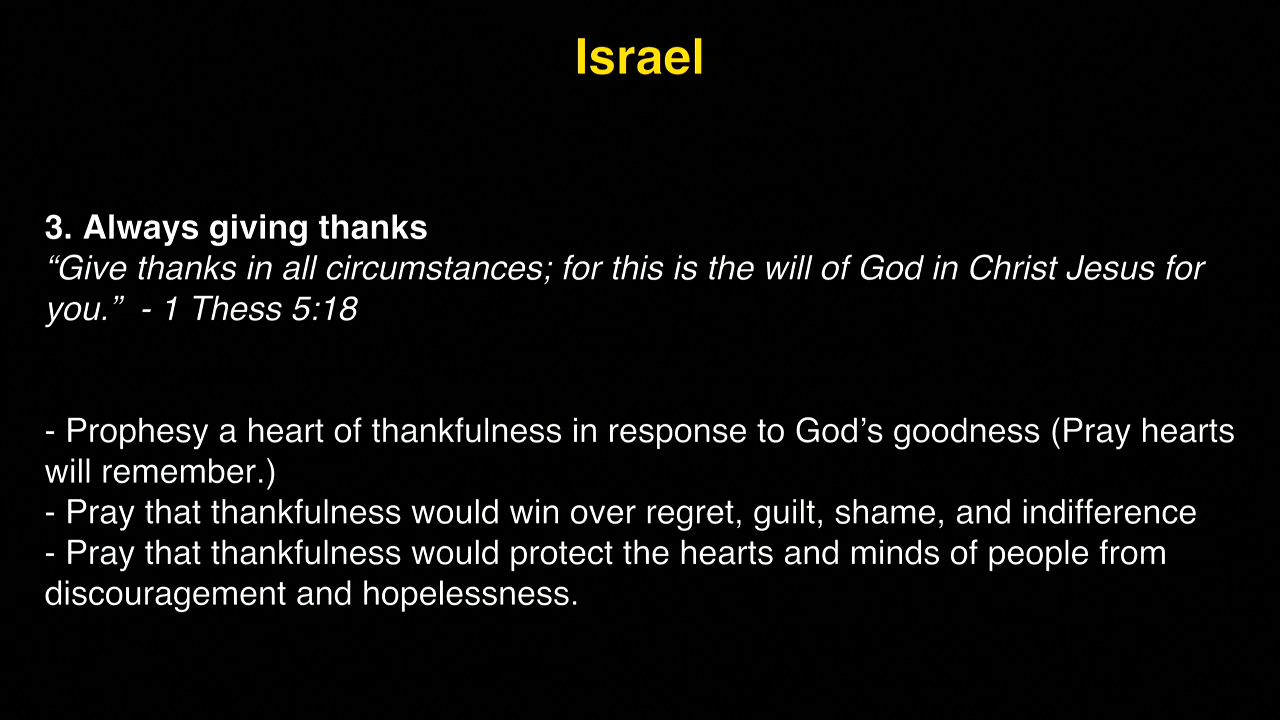 Israel
3. Always giving thanks
“Give thanks in all circumstances; for this is the will of God in Christ Jesus for
you.”  - 1 Thess 5:18
- Prophesy a heart of thankfulness in response to God’s goodness (Pray hearts
will remember.)
- Pray that thankfulness would win over regret, guilt, shame, and indifference
- Pray that thankfulness would protect the hearts and minds of people from
discouragement and hopelessness.